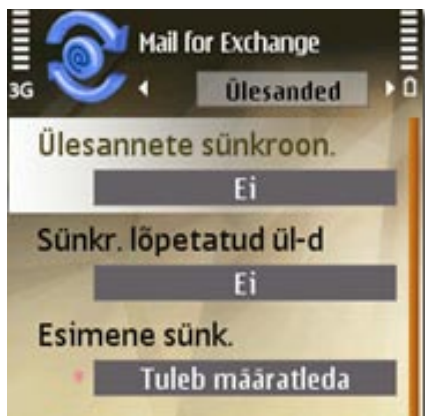 Mail for Exchange
3G
Ülesanded
Ülesannete sünkroon.
Ei
Sünkr. lõpetatud ül-d
Ei
Esimene sünk.
* Tuleb määratleda